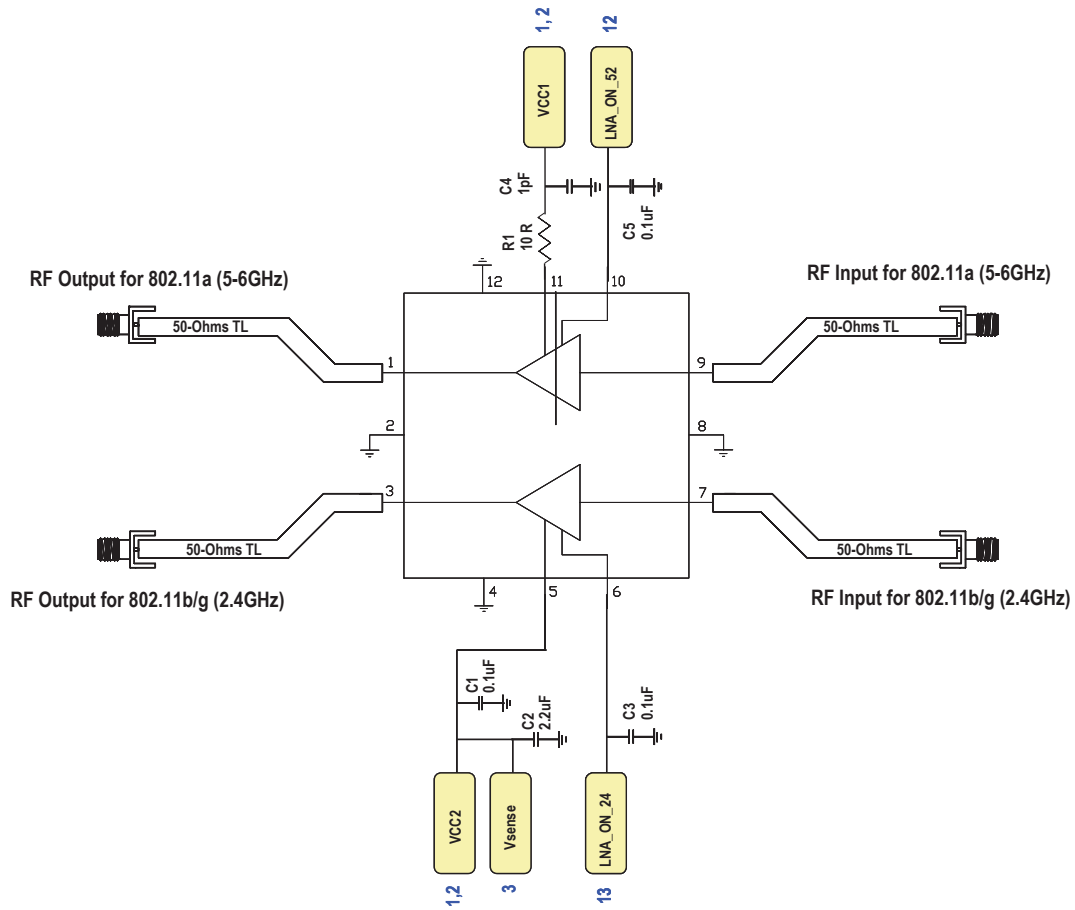 1, 2
12
VCC1
LNA_ON_52
C4
1pF
R1
10 R
C5
0.1uF
12
11
10
RF Output for 802.11a (5-6GHz)
RF Input for 802.11a (5-6GHz)
50-Ohms TL
50-Ohms TL
1
9
2
8
3
7
50-Ohms TL
50-Ohms TL
RF Output for 802.11b/g (2.4GHz)
RF Input for 802.11b/g (2.4GHz)
4
5
6
C1
0.1uF
C2
2.2uF
C3
0.1uF
VCC2
Vsense
LNA_ON_24
1,2
3
13